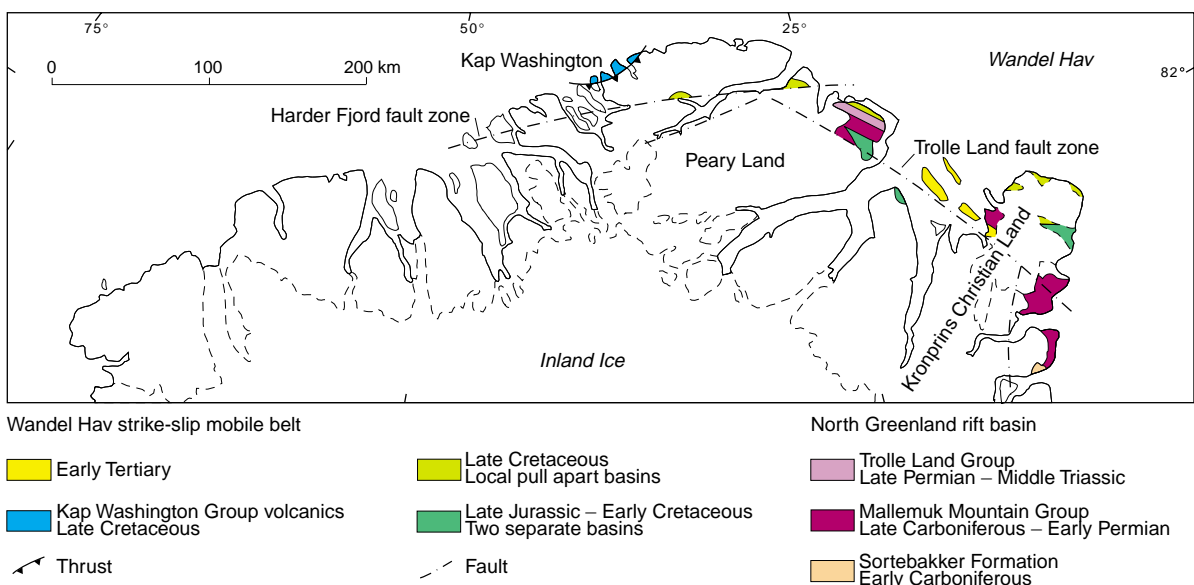 75°
50°
25°
Kap Washington
Wandel Hav
0
100
200 km
82°
Harder Fjord fault zone
Peary Land
Trolle Land fault zone
Kronprins Christian Land
Inland Ice
Wandel Hav strike-slip mobile belt
Early Tertiary
Kap Washington Group volcanics
Late Cretaceous
Thrust
Late Cretaceous
Local pull apart basins
Late Jurassic – Early Cretaceous
Two separate basins
Fault
North Greenland rift basin
Trolle Land Group
Late Permian – Middle Triassic
Mallemuk Mountain Group
Late Carboniferous – Early Permian
Sortebakker Formation
Early Carboniferous